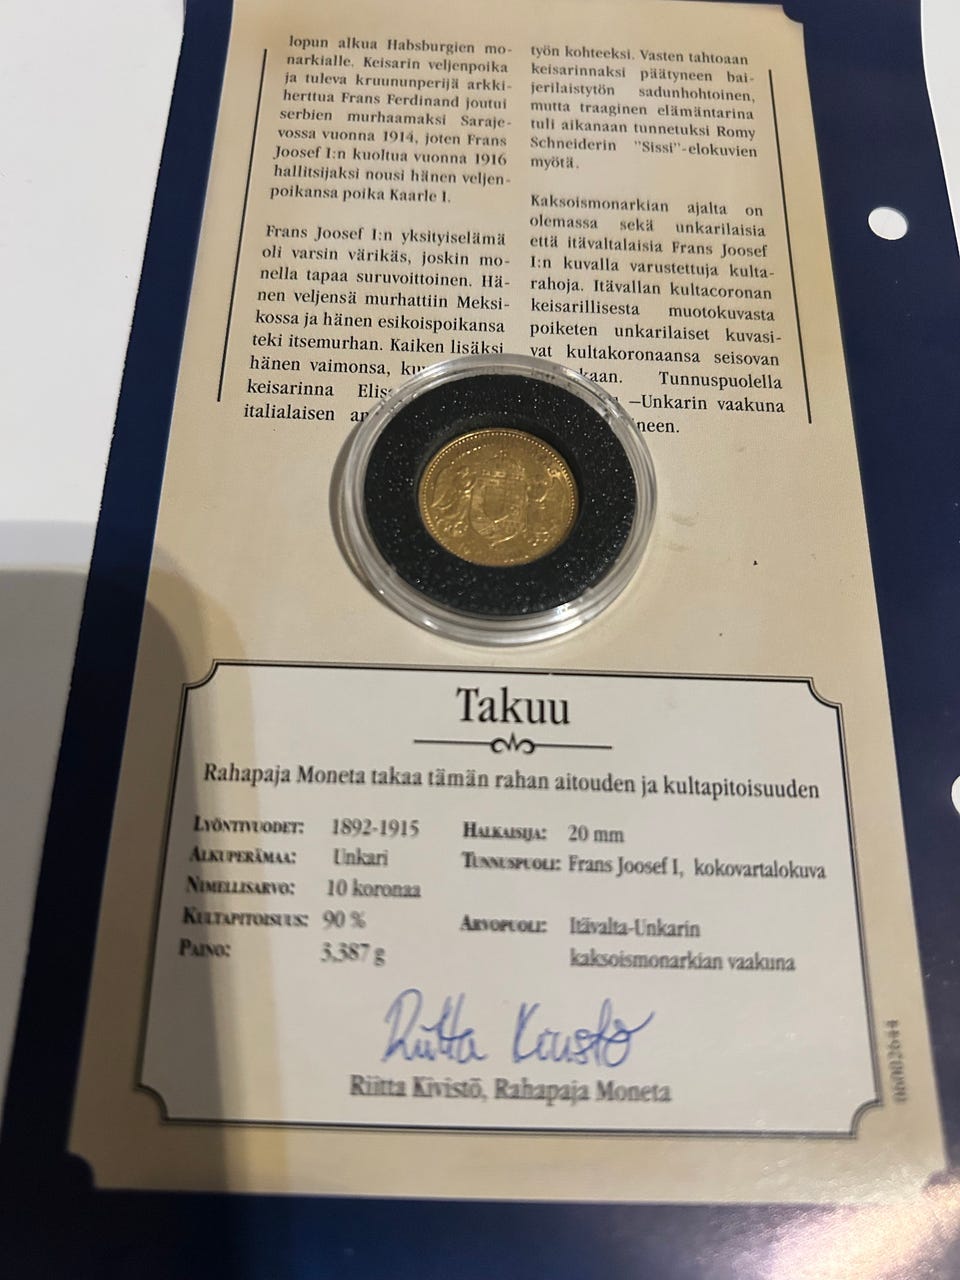 lopun alkua Habsburgien mo-
narkialle. Keisarin veljenpoika
ja tuleva kruununperijä arkki-
herttua Frans Ferdinand joutui
serbien murhaamaksi Saraje-
vossa vuonna 1914, joten Frans
Joosef I:n kuoltua vuonna 1916
hallitsijaksi nousi hänen veljen-
poikansa poika Kaarle I.
Frans Joosef I:n yksityiselämä
oli varsin värikäs, joskin mo-
nella tapaa suruvoittoinen. Hä-
nen veljensä murhattiin Meksi-
kossa ja hänen esikoispoikansa
teki itsemurhan. Kaiken lisäksi
hänen vaimonsa,
keisarinna
italialaisen
työn kohteeksi. Vasten tahtoaan
keisarinnaksi päätyneen bai-
jerilaistytön sadunhohtoinen,
mutta traaginen elämäntarina
tuli aikanaan tunnetuksi Romy
Schneiderin "Sissi"-elokuvien
myötä.
Kaksoismonarkian ajalta on
olemassa sekä unkarilaisia
että itävaltalaisia Frans Joosef
I:n kuvalla varustettuja kulta-
rahoja. Itävallan kultacoronan
keisarillisesta muotokuvasta
poiketen unkarilaiset kuvasi-
vat kultakoronaansa seisovan
Tunnuspuolella
–Unkarin vaakuna
Takuu
Rahapaja Moneta takaa tämän rahan aitouden ja kultapitoisuuden
Lyöntivuodet: 1892-1915
Alkuperämaa: Unkari
Nimellisarvo: 10 koronaa
Kultapitoisuus: 90 %
Paino: 3,387 g
Halkaisija: 20 mm
Tunnuspuoli: Frans Joosef I, kokovartalokuva
Arvopuoli: Itävalta-Unkarin
kaksoismonarkian vaakuna
Riitta Kivistö
Riitta Kivistö, Rahapaja Moneta
06002644